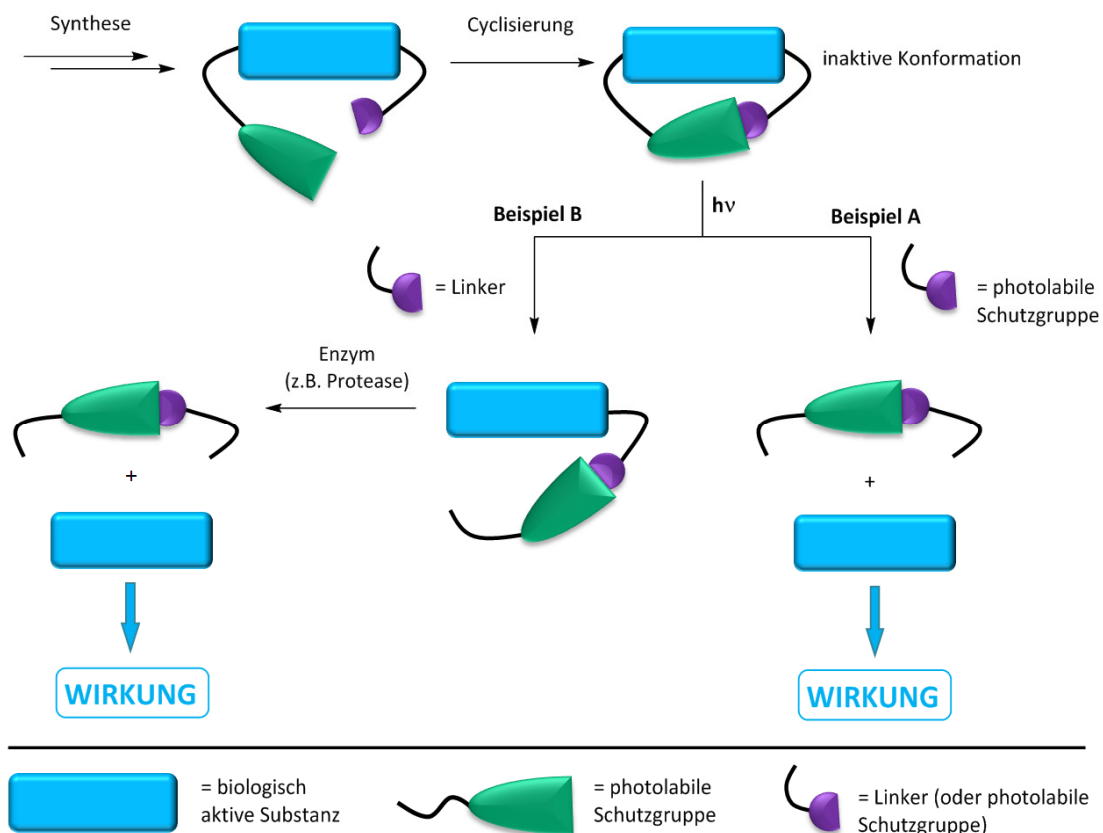 Synthese
Cyclisierung
inaktive Konformation
hν
Beispiel B
Beispiel A
= Linker
= photolabile
Schutzgruppe
Enzym
(z.B. Protease)
+
+
WIRKUNG
WIRKUNG
= biologisch
aktive Substanz
= photolabile
Schutzgruppe
= Linker (oder photolabile
Schutzgruppe)